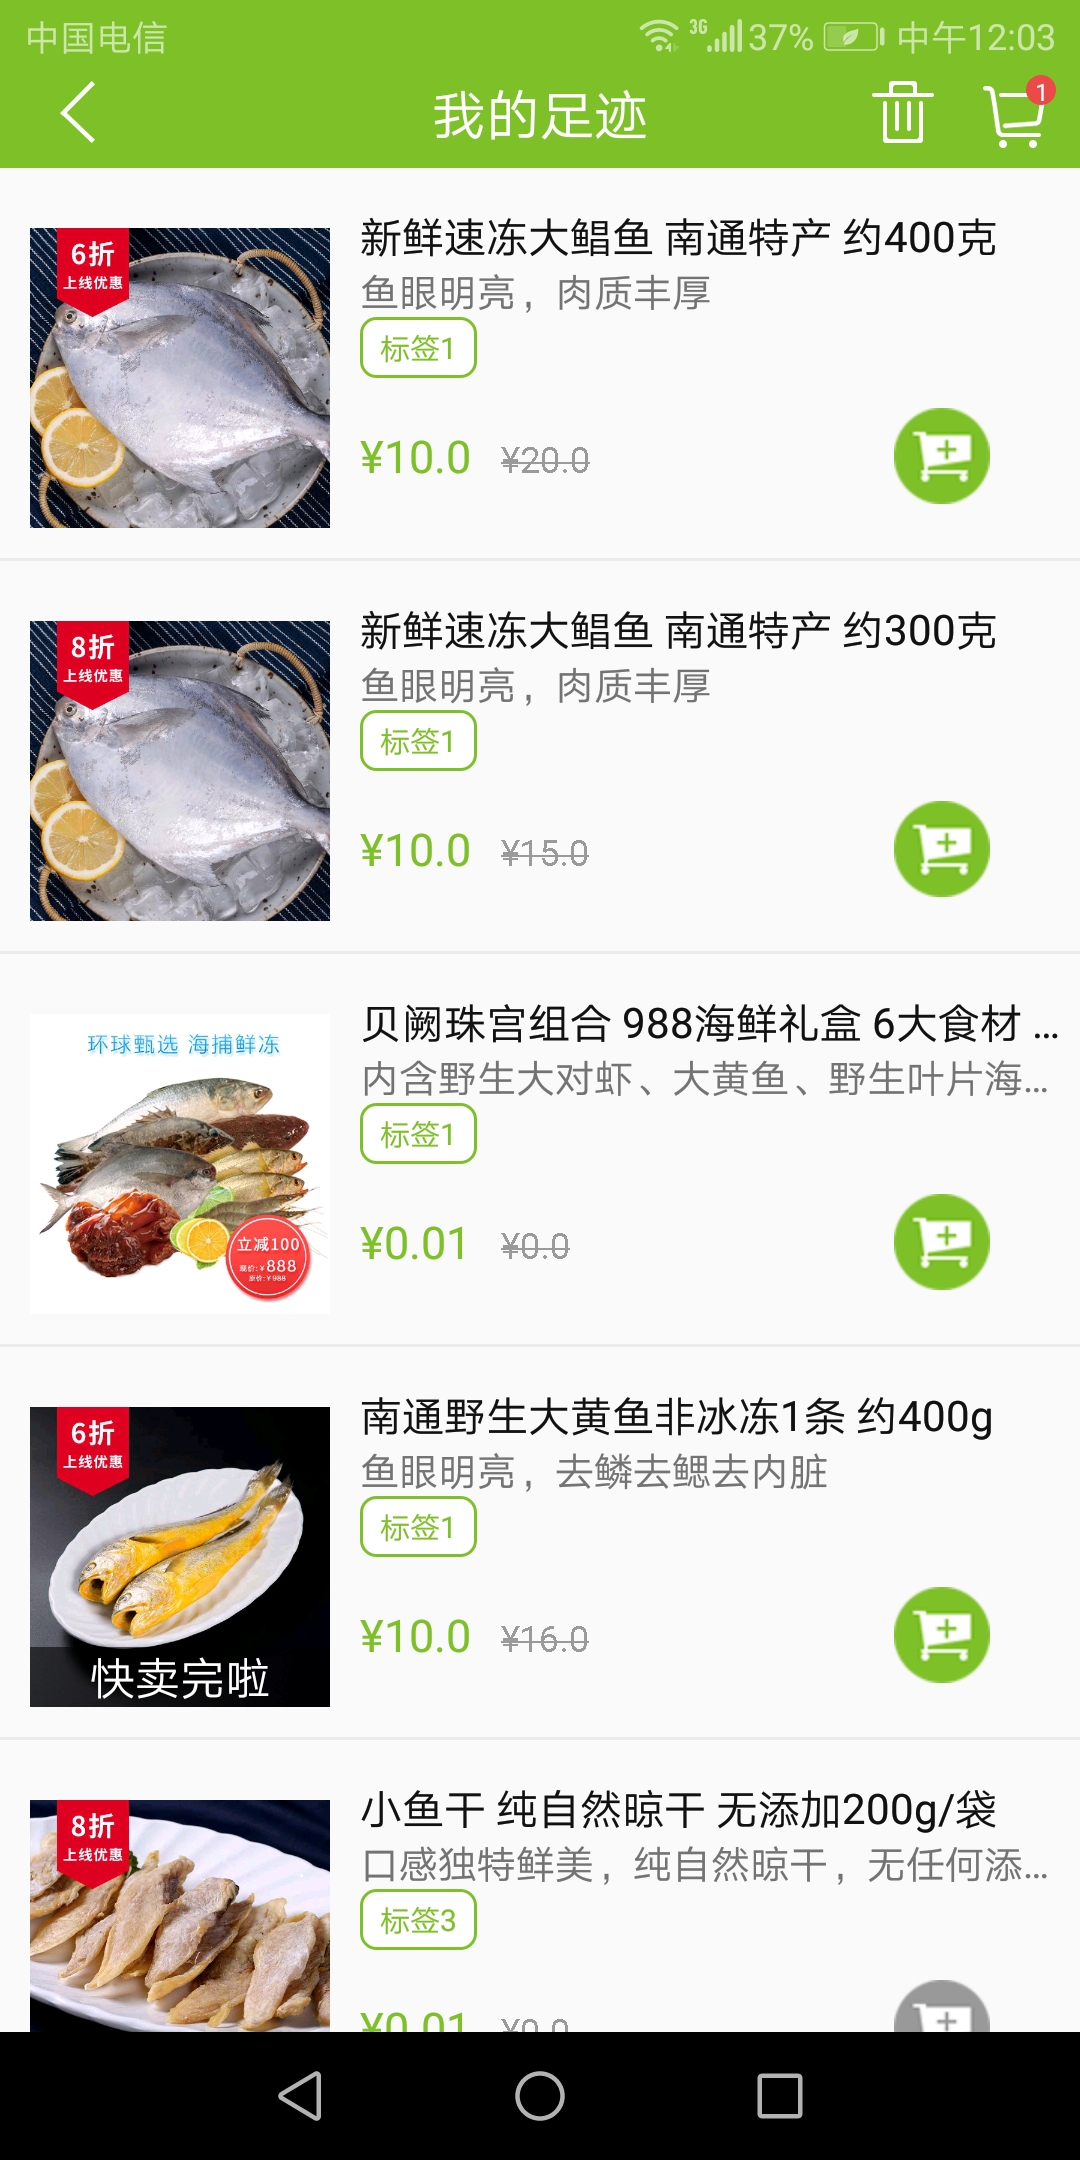 中国电信 3G 37% 中午12:03
我的足迹
1
6折
上线优惠
新鲜速冻大鲳鱼 南通特产 约400克
鱼眼明亮，肉质丰厚
标签1
¥10.0 ¥20.0
8折
上线优惠
新鲜速冻大鲳鱼 南通特产 约300克
鱼眼明亮，肉质丰厚
标签1
¥10.0 ¥15.0
环球甄选 海捕鲜冻
立减100
现价:¥888
原价:¥988
贝阙珠宫组合 988海鲜礼盒 6大食材 ...
内含野生大对虾、大黄鱼、野生叶片海...
标签1
¥0.01 ¥0.0
6折
上线优惠
快卖完啦
南通野生大黄鱼非冰冻1条 约400g
鱼眼明亮，去鳞去鳃去内脏
标签1
¥10.0 ¥16.0
8折
上线优惠
小鱼干 纯自然晾干 无添加200g/袋
口感独特鲜美，纯自然晾干，无任何添...
标签3
¥0.01 ¥0.0